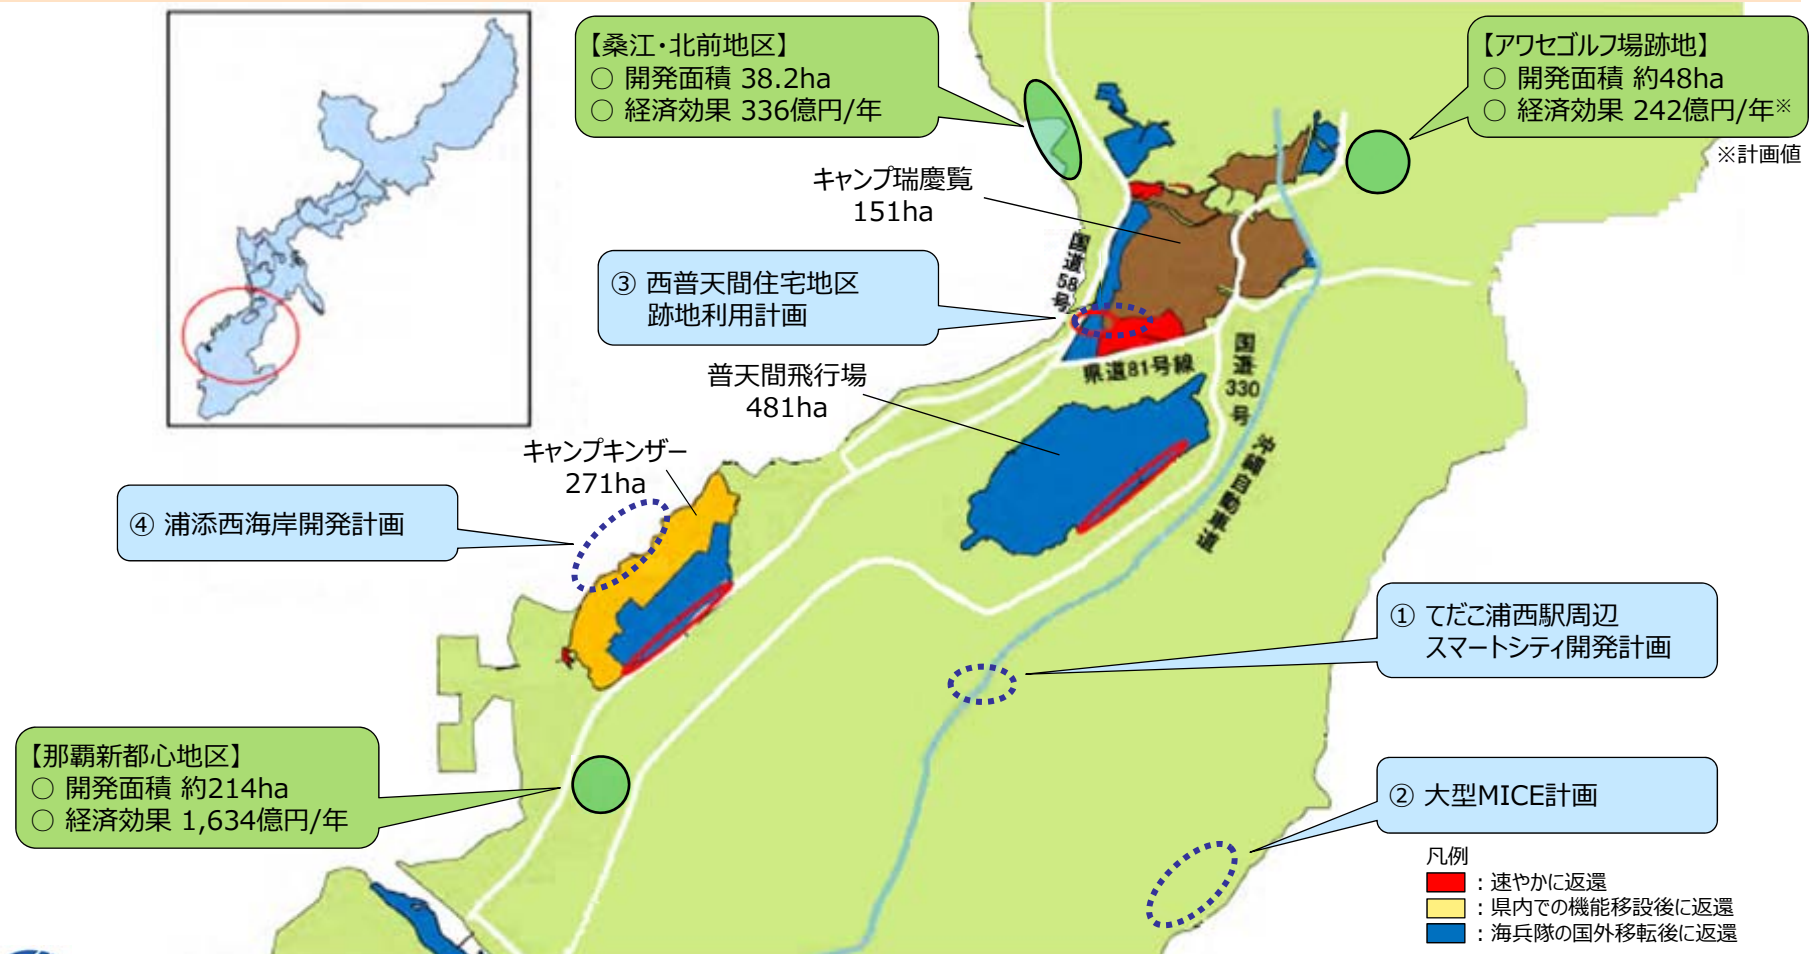 【桑江・北前地区】
○ 開発面積 38.2ha
○ 経済効果 336億円/年
【アワセゴルフ場跡地】
○ 開発面積 約48ha
○ 経済効果 242億円/年※
※計画値
キャンプ瑞慶覧
151ha
国道58号
③ 西普天間住宅地区
跡地利用計画
県道81号線
国道330号
普天間飛行場
481ha
沖縄自動車道
キャンプキンザー
271ha
④ 浦添西海岸開発計画
① てだこ浦西駅周辺
スマートシティ開発計画
【那覇新都心地区】
○ 開発面積 約214ha
○ 経済効果 1,634億円/年
② 大型MICE計画
凡例
：速やかに返還
：県内での機能移設後に返還
：海兵隊の国外移転後に返還